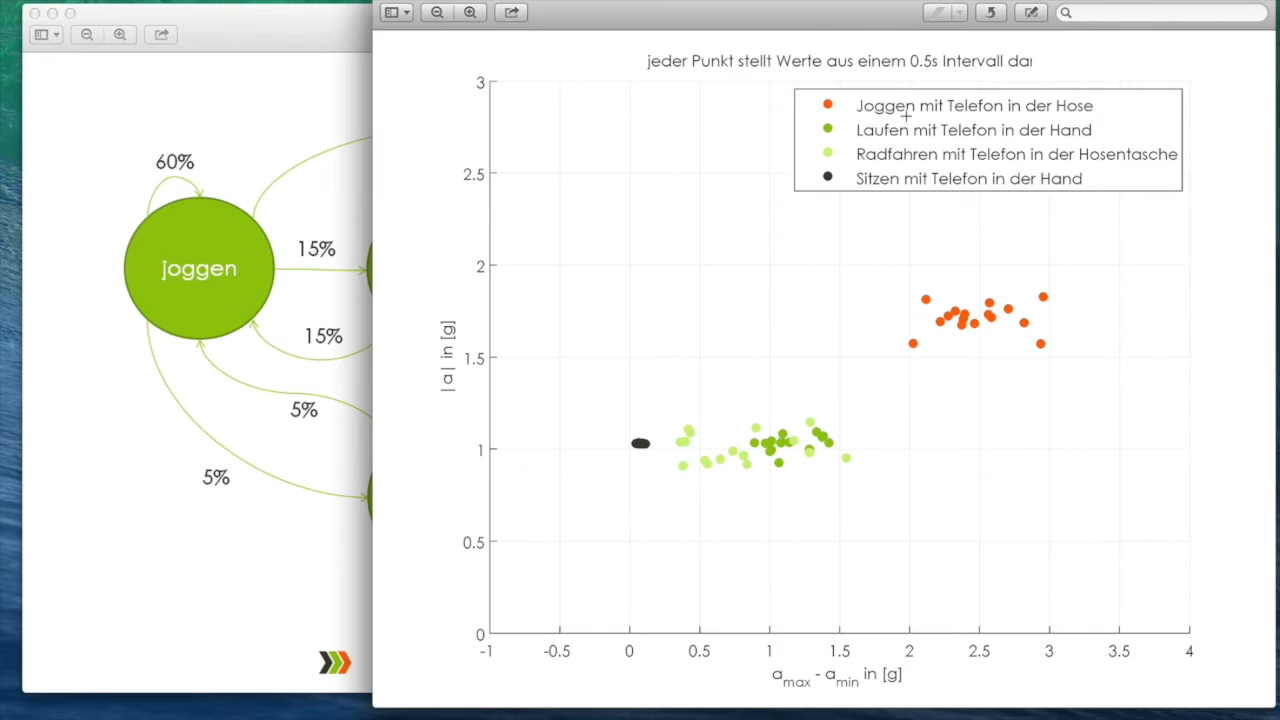 60%
15%
joggen
15%
5%
5%
jeder Punkt stellt Werte aus einem 0.5s Intervall dar
Joggen mit Telefon in der Hose
Laufen mit Telefon in der Hand
Radfahren mit Telefon in der Hosentasche
Sitzen mit Telefon in der Hand
3
2.5
2
1.5
1
0.5
0
|a| in [g]
-1 -0.5 0 0.5 1 1.5 2 2.5 3 3.5 4
amax - amin in [g]